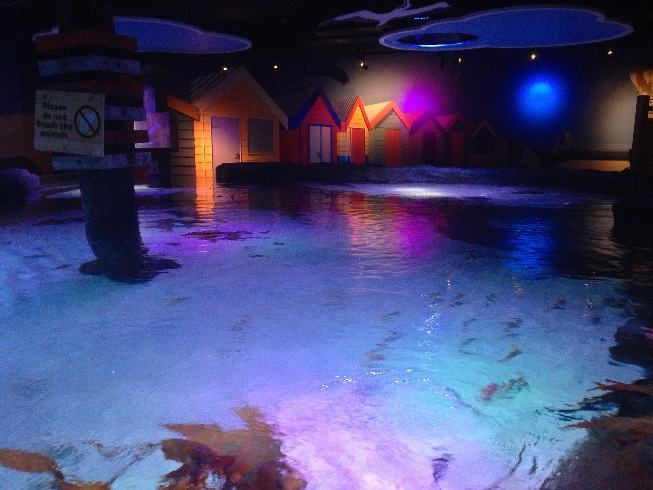 Please
do not
touch the
animals